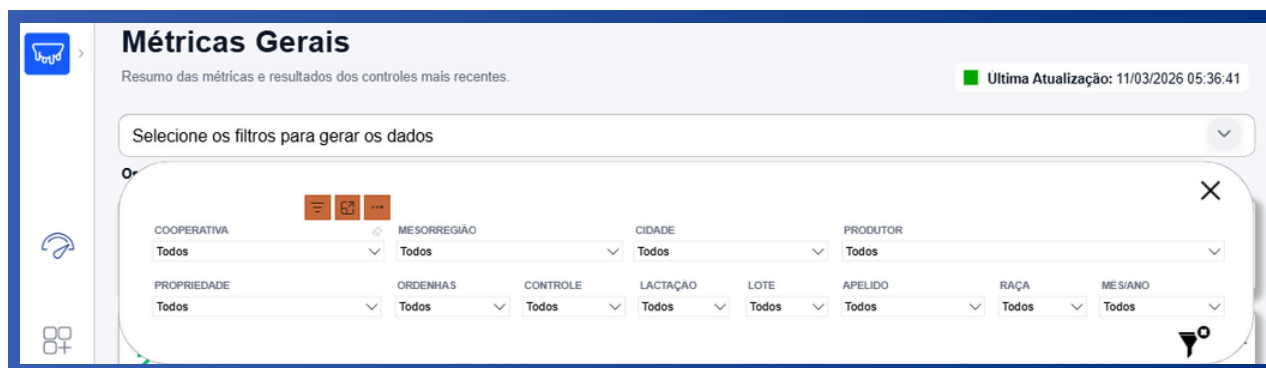 Métricas Gerais
Resumo das métricas e resultados dos controles mais recentes.
Ultima Atualização: 11/03/2026 05:36:41
Selecione os filtros para gerar os dados
COOPERATIVA MESORREGIÃO CIDADE PRODUTOR
Todos Todos Todos Todos
PROPRIEDADE ORDENHAS CONTROLE LACTAÇÃO LOTE APELIDO RAÇA MÊS/ANO
Todos Todos Todos Todos Todos Todos Todos Todos